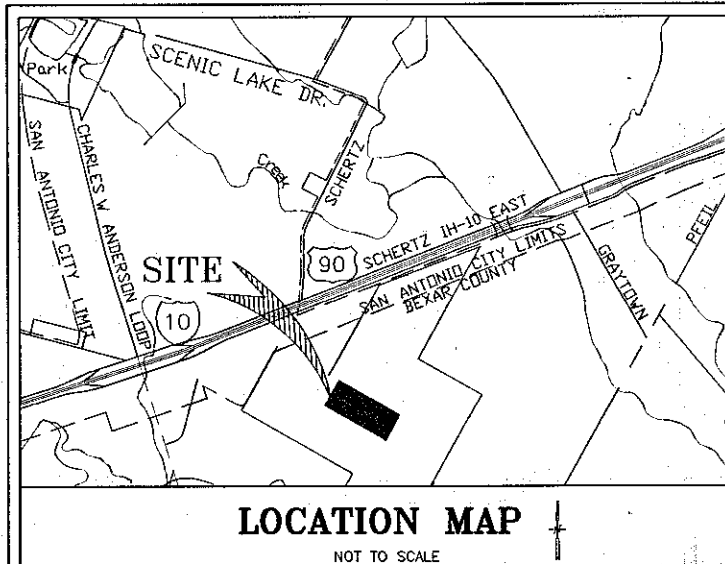 Park
SCENIC LAKE DR.
SAN ANTONIO CITY LIMIT
CHARLES W ANDERSON LOOP
Creek
SCHERTZ
SITE
10
90
SCHERTZ IH-10 EAST
SAN ANTONIO CITY LIMITS
BEXAR COUNTY
GRAYTOWN
PFEIL
LOCATION MAP
NOT TO SCALE